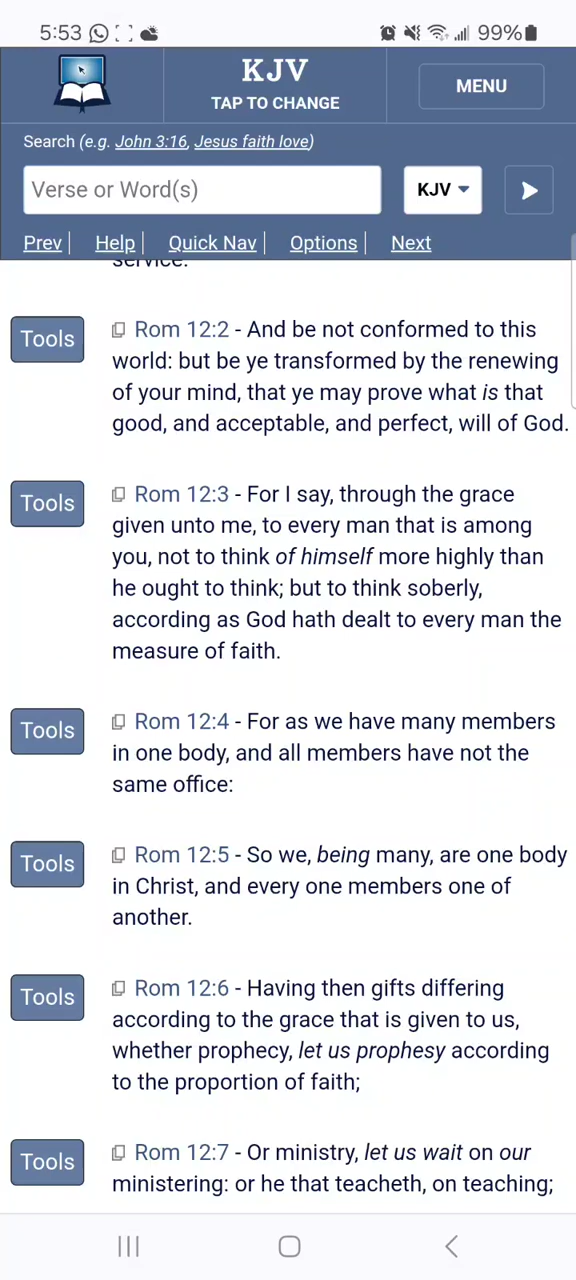 5:53 99%
KJV
TAP TO CHANGE
MENU
Search (e.g. John 3:16, Jesus faith love)
Verse or Word(s) KJV
Prev Help Quick Nav Options Next
service.
Tools Rom 12:2 - And be not conformed to this
world: but be ye transformed by the renewing
of your mind, that ye may prove what is that
good, and acceptable, and perfect, will of God.
Tools Rom 12:3 - For I say, through the grace
given unto me, to every man that is among
you, not to think of himself more highly than
he ought to think; but to think soberly,
according as God hath dealt to every man the
measure of faith.
Tools Rom 12:4 - For as we have many members
in one body, and all members have not the
same office:
Tools Rom 12:5 - So we, being many, are one body
in Christ, and every one members one of
another.
Tools Rom 12:6 - Having then gifts differing
according to the grace that is given to us,
whether prophecy, let us prophesy according
to the proportion of faith;
Tools Rom 12:7 - Or ministry, let us wait on our
ministering: or he that teacheth, on teaching;